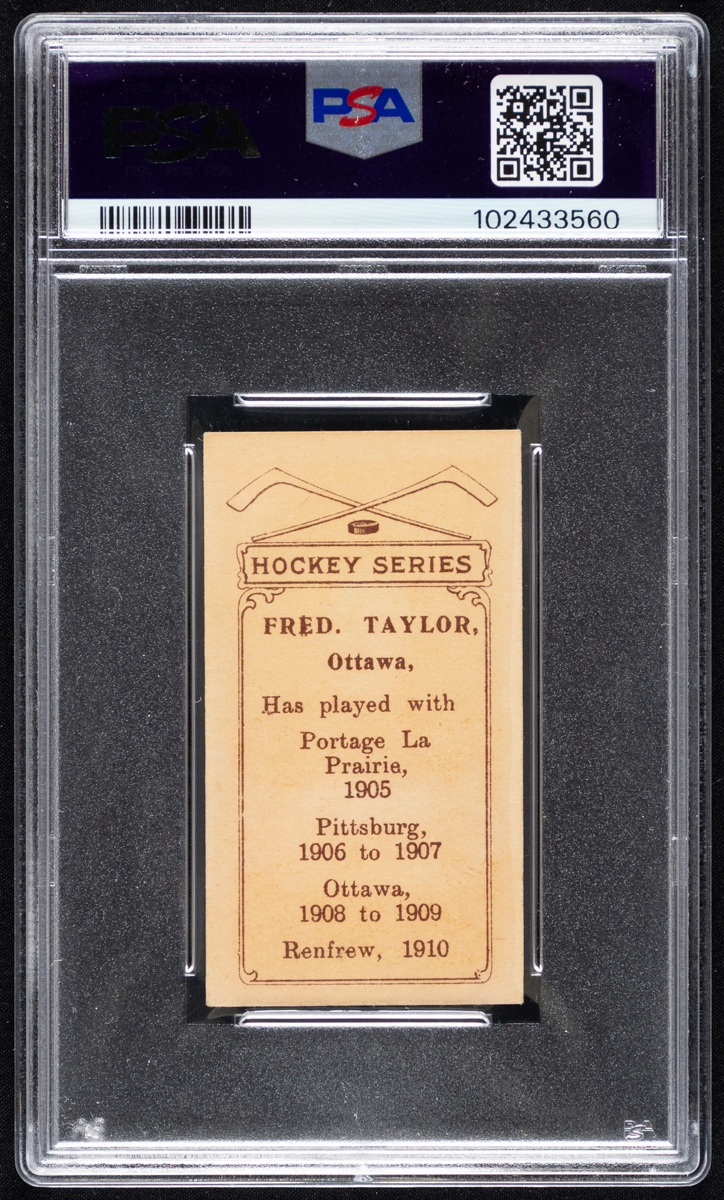 PSA
PSA
102433560
HOCKEY SERIES
FRED. TAYLOR,
Ottawa,
Has played with
Portage La
Prairie,
1905
Pittsburg,
1906 to 1907
Ottawa,
1908 to 1909
Renfrew, 1910
PSA